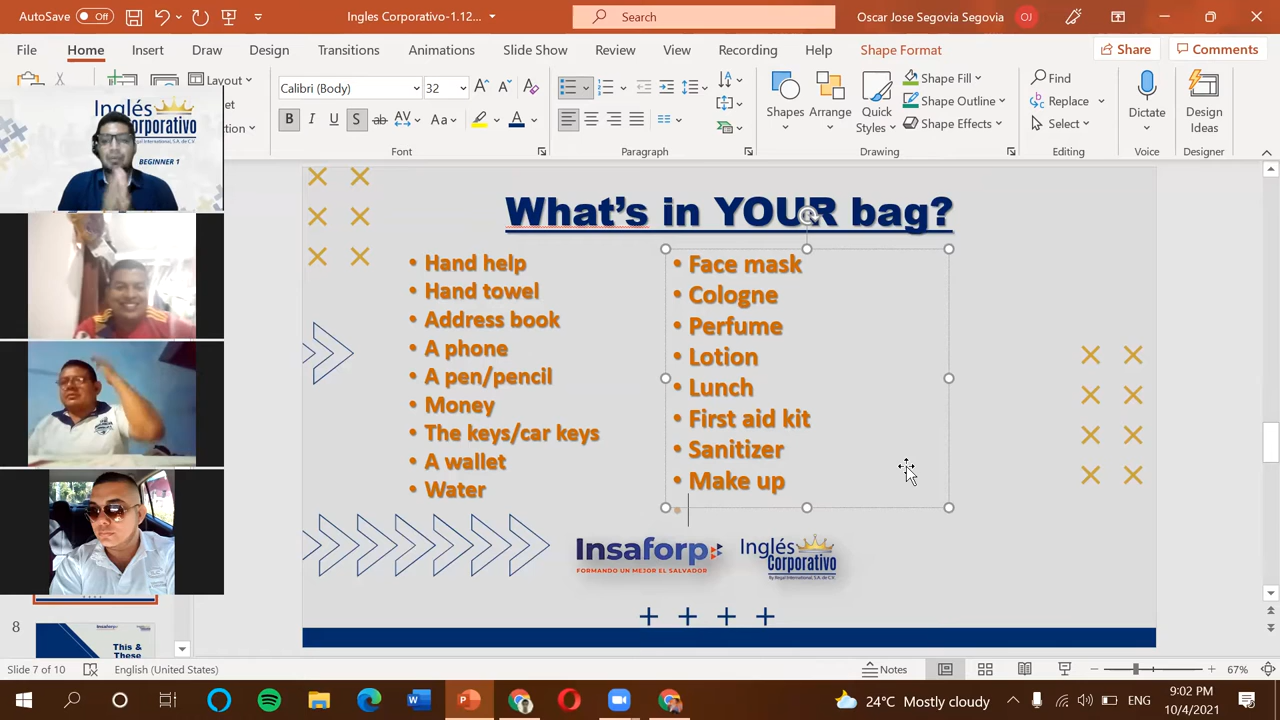 AutoSave Off
Ingles Corporativo-1.12...
Search
Oscar Jose Segovia Segovia
OJ
File
Home
Insert
Draw
Design
Transitions
Animations
Slide Show
Review
View
Recording
Help
Shape Format
Share
Comments
Layout
Calibri (Body)
32
Font
Paragraph
Shapes
Arrange
Quick Styles
Shape Fill
Shape Outline
Shape Effects
Drawing
Find
Replace
Select
Editing
Dictate
Voice
Design Ideas
Designer
Inglés
Corporativo
BEGINNER 1
What's in YOUR bag?
• Hand help
• Hand towel
• Address book
• A phone
• A pen/pencil
• Money
• The keys/car keys
• A wallet
• Water
• Face mask
• Cologne
• Perfume
• Lotion
• Lunch
• First aid kit
• Sanitizer
• Make up
Insaforp
FORMANDO UN MEJOR EL SALVADOR
Inglés
Corporativo
By Regal International, S.A. de C.V.
8
This &
These
Slide 7 of 10
English (United States)
Notes
67%
24°C Mostly cloudy
ENG
9:02 PM
10/4/2021